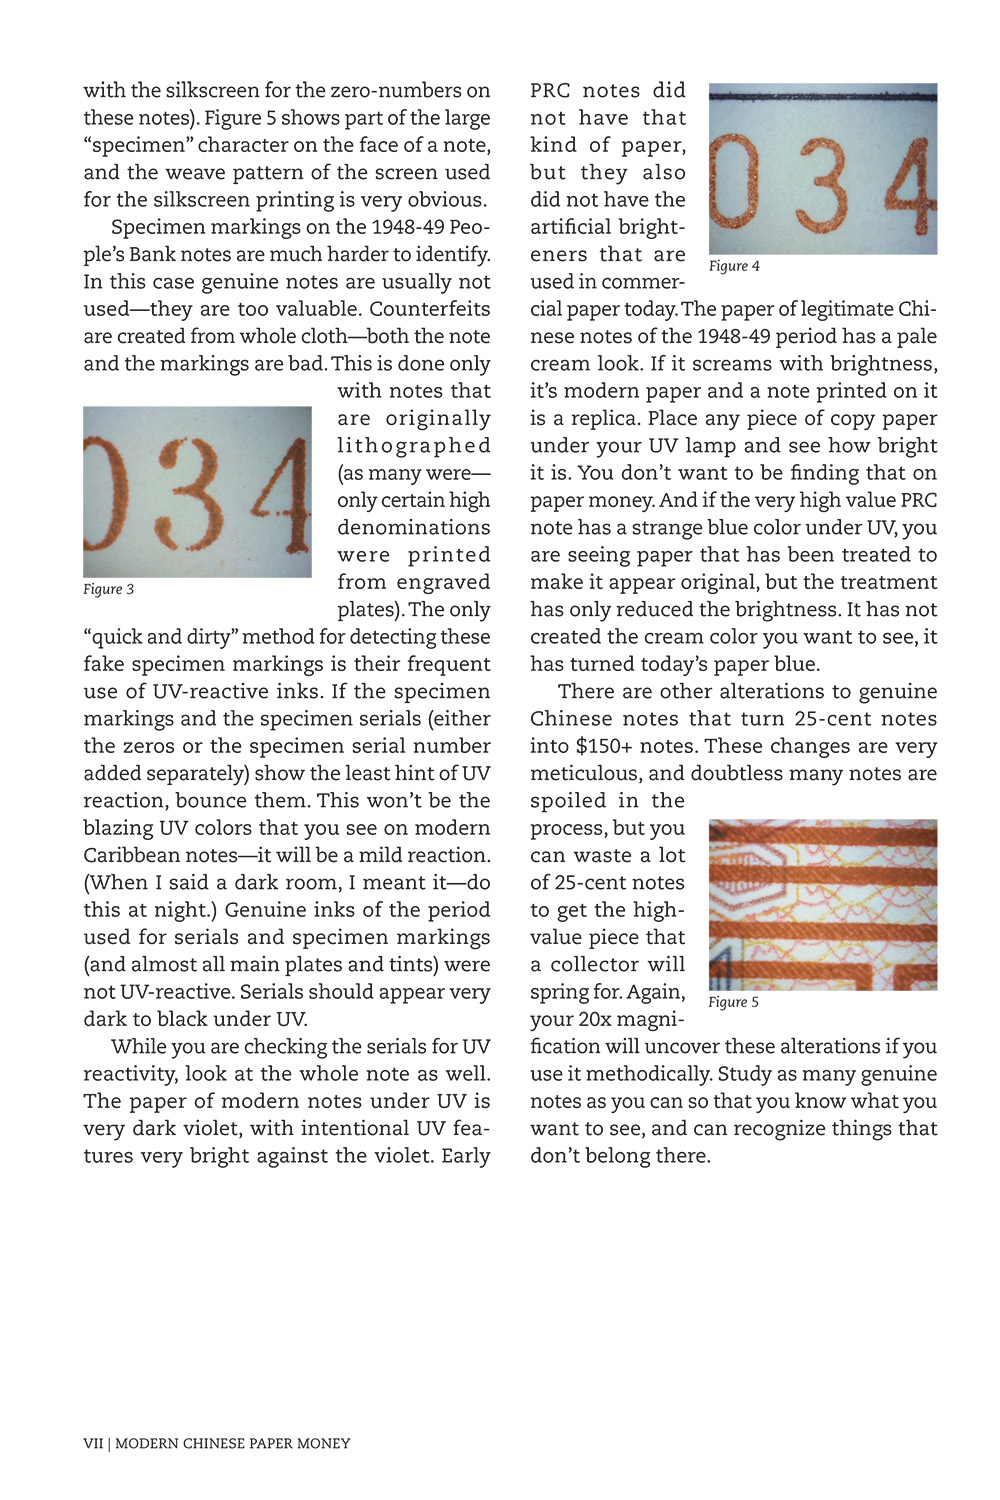 with the silkscreen for the zero-numbers on
these notes). Figure 5 shows part of the large
“specimen” character on the face of a note,
and the weave pattern of the screen used
for the silkscreen printing is very obvious.
Specimen markings on the 1948-49 Peo-
ple’s Bank notes are much harder to identify.
In this case genuine notes are usually not
used—they are too valuable. Counterfeits
are created from whole cloth—both the note
and the markings are bad. This is done only
with notes that
are originally
lithographed
(as many were—
only certain high
denominations
were printed
from engraved
plates). The only
034
Figure 3
“quick and dirty” method for detecting these
fake specimen markings is their frequent
use of UV-reactive inks. If the specimen
markings and the specimen serials (either
the zeros or the specimen serial number
added separately) show the least hint of UV
reaction, bounce them. This won’t be the
blazing UV colors that you see on modern
Caribbean notes—it will be a mild reaction.
(When I said a dark room, I meant it—do
this at night.) Genuine inks of the period
used for serials and specimen markings
(and almost all main plates and tints) were
not UV-reactive. Serials should appear very
dark to black under UV.
While you are checking the serials for UV
reactivity, look at the whole note as well.
The paper of modern notes under UV is
very dark violet, with intentional UV fea-
tures very bright against the violet. Early
PRC notes did
not have that
kind of paper,
but they also
did not have the
artificial bright-
eners that are
used in commer-
034
Figure 4
cial paper today. The paper of legitimate Chi-
nese notes of the 1948-49 period has a pale
cream look. If it screams with brightness,
it’s modern paper and a note printed on it
is a replica. Place any piece of copy paper
under your UV lamp and see how bright
it is. You don’t want to be finding that on
paper money. And if the very high value PRC
note has a strange blue color under UV, you
are seeing paper that has been treated to
make it appear original, but the treatment
has only reduced the brightness. It has not
created the cream color you want to see, it
has turned today’s paper blue.
There are other alterations to genuine
Chinese notes that turn 25-cent notes
into $150+ notes. These changes are very
meticulous, and doubtless many notes are
spoiled in the
process, but you
can waste a lot
of 25-cent notes
to get the high-
value piece that
a collector will
spring for. Again,
your 20x magni-
Figure 5
fication will uncover these alterations if you
use it methodically. Study as many genuine
notes as you can so that you know what you
want to see, and can recognize things that
don’t belong there.
VII | MODERN CHINESE PAPER MONEY